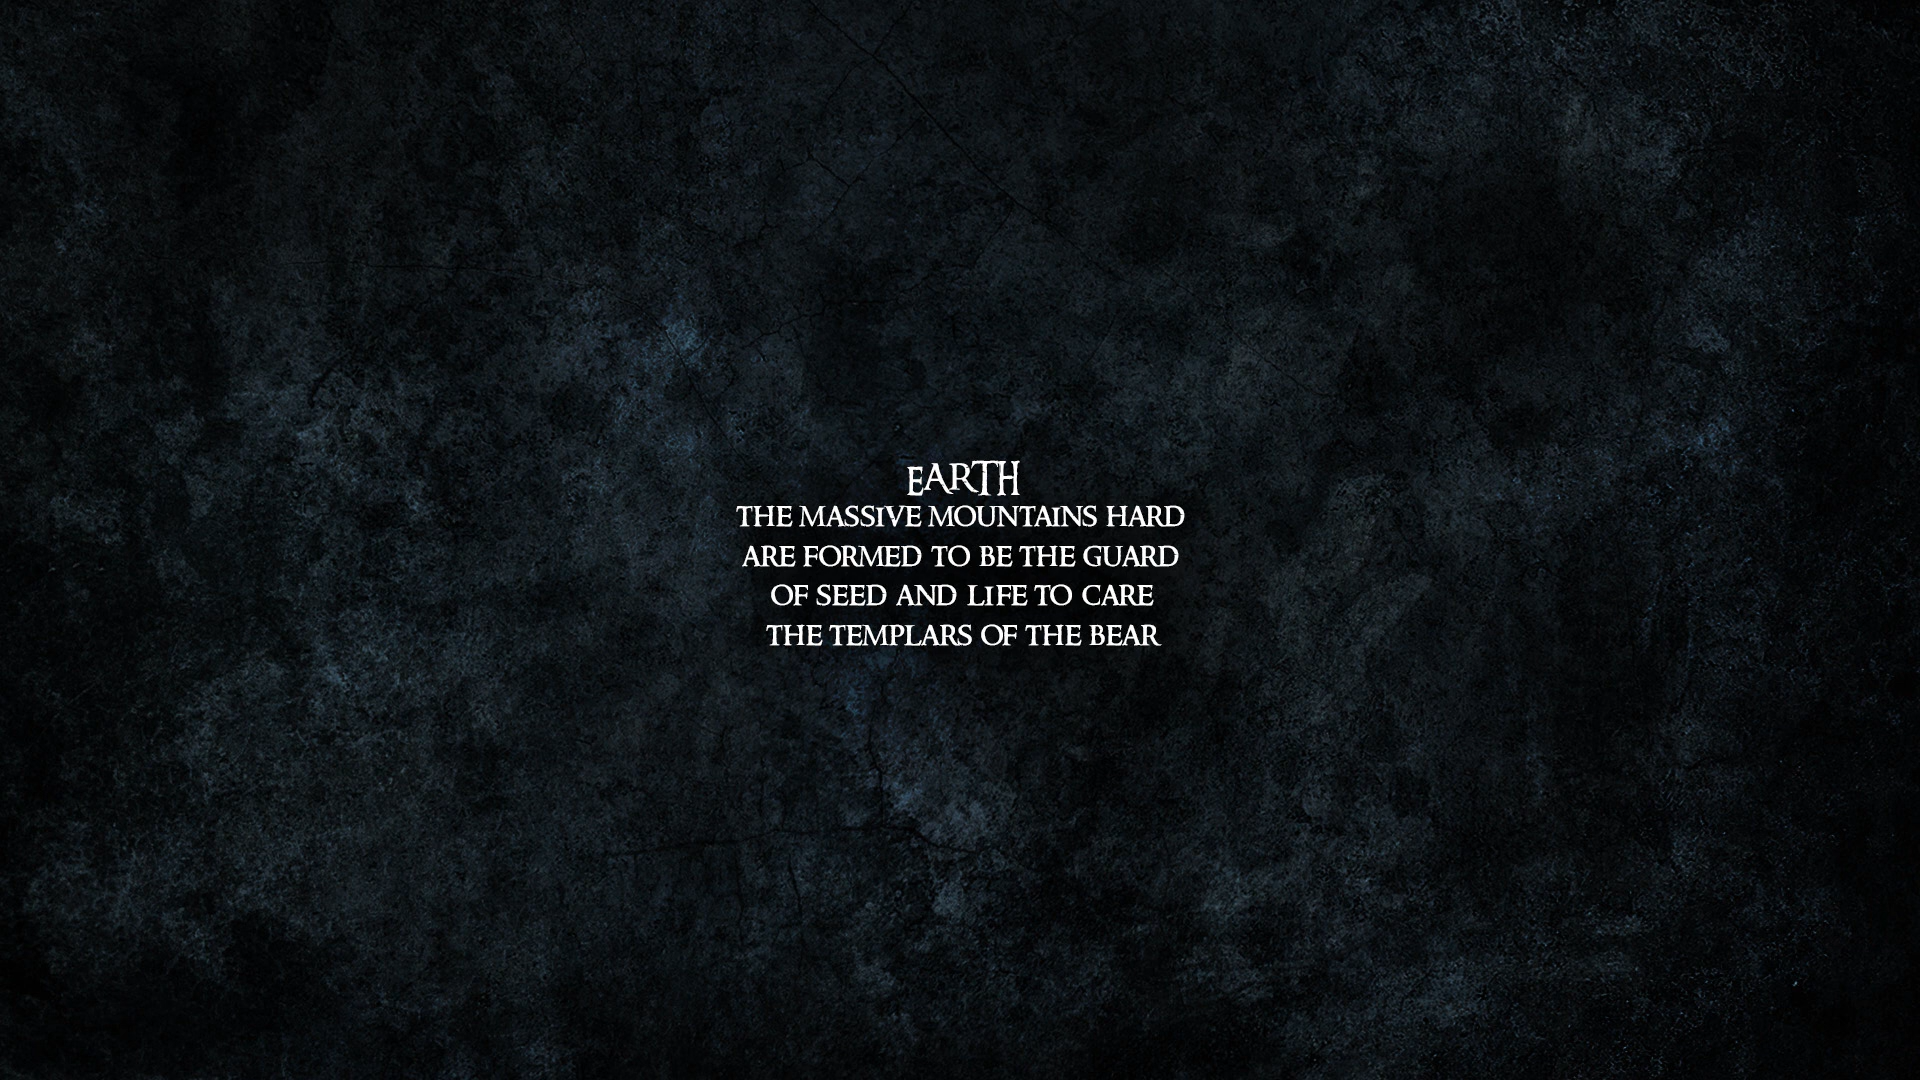 EARTH
THE MASSIVE MOUNTAINS HARD
ARE FORMED TO BE THE GUARD
OF SEED AND LIFE TO CARE
THE TEMPLARS OF THE BEAR